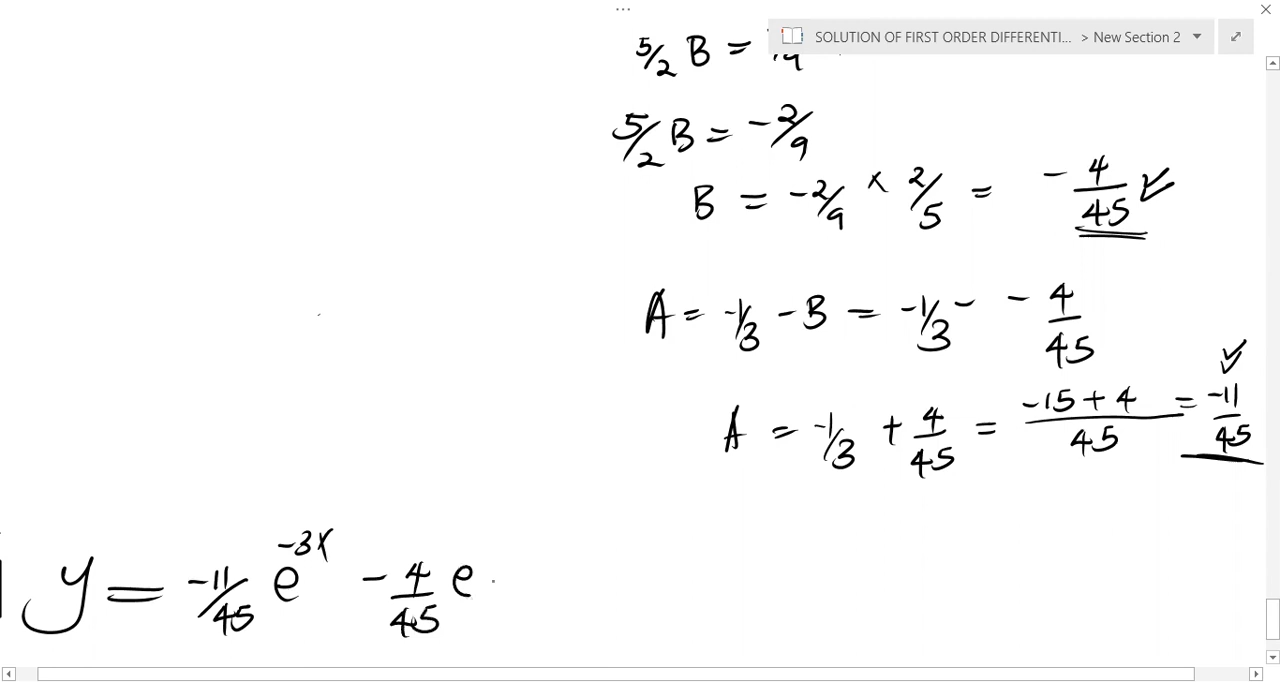 SOLUTION OF FIRST ORDER DIFFERENTI... > New Section 2
5/2 B =
5/2 B = -2/9
B = -2/9 × 2/5 = -4/45 ✓
A = -1/3 - B = -1/3 - -4/45
A = -1/3 + 4/45 = (-15+4)/45 = -11/45 ✓
y = -11/45 e^-3x - 4/45 e